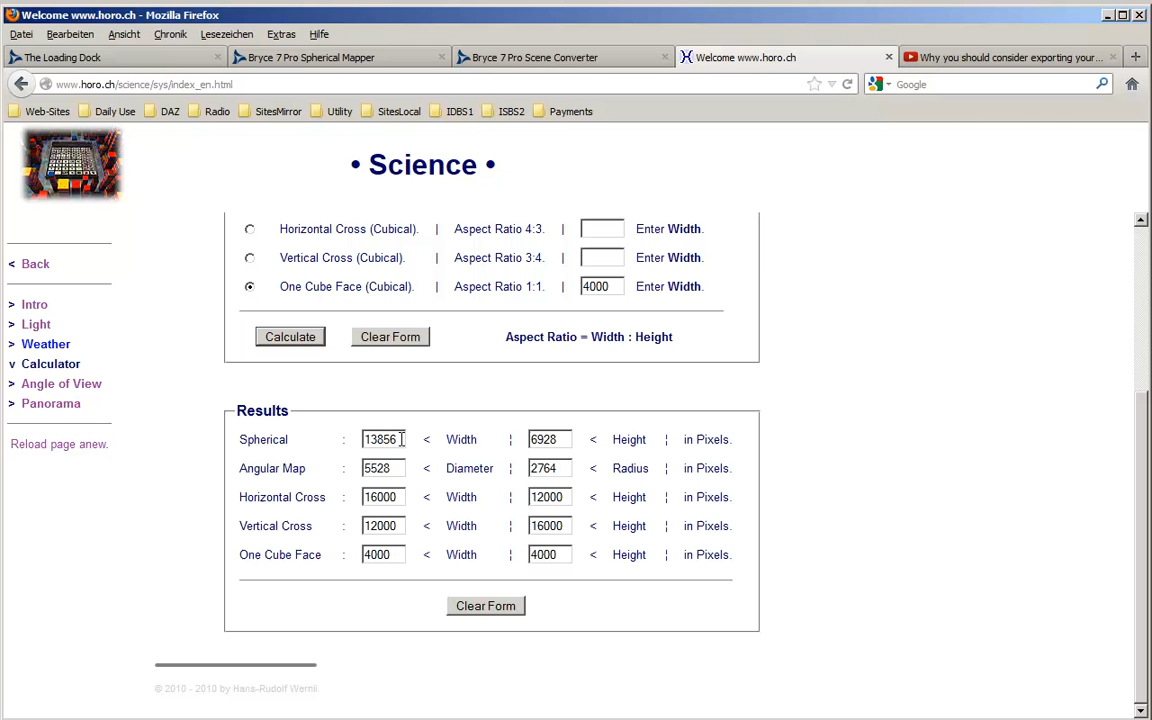 Welcome www.horo.ch - Mozilla Firefox
Datei Bearbeiten Ansicht Chronik Lesezeichen Extras Hilfe
The Loading Dock Bryce 7 Pro Spherical Mapper Bryce 7 Pro Scene Converter Welcome www.horo.ch Why you should consider exporting your...
www.horo.ch/science/sys/index_en.html Google
Web-Sites Daily Use DAZ Radio SitesMirror Utility SitesLocal IDBS1 ISBS2 Payments
• Science •
Horizontal Cross (Cubical). | Aspect Ratio 4:3. | Enter Width.
< Back
Vertical Cross (Cubical). | Aspect Ratio 3:4. | Enter Width.
One Cube Face (Cubical). | Aspect Ratio 1:1. | 4000 Enter Width.
> Intro
> Light
Calculate Clear Form Aspect Ratio = Width : Height
> Weather
v Calculator
> Angle of View
> Panorama
Reload page anew.
Results
Spherical : 13856 < Width ¦ 6928 < Height ¦ in Pixels.
Angular Map : 5528 < Diameter ¦ 2764 < Radius ¦ in Pixels.
Horizontal Cross : 16000 < Width ¦ 12000 < Height ¦ in Pixels.
Vertical Cross : 12000 < Width ¦ 16000 < Height ¦ in Pixels.
One Cube Face : 4000 < Width ¦ 4000 < Height ¦ in Pixels.
Clear Form
© 2010 - 2010 by Hans-Rudolf Wernli